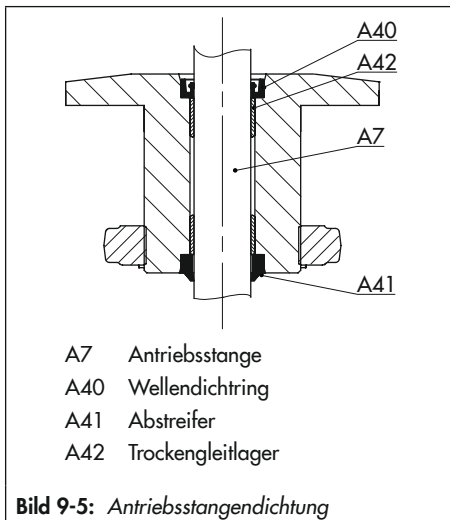 A40
A42
A7
A41
A7 Antriebsstange
A40 Wellendichtring
A41 Abstreifer
A42 Trockengleitlager
Bild 9-5: Antriebsstangendichtung